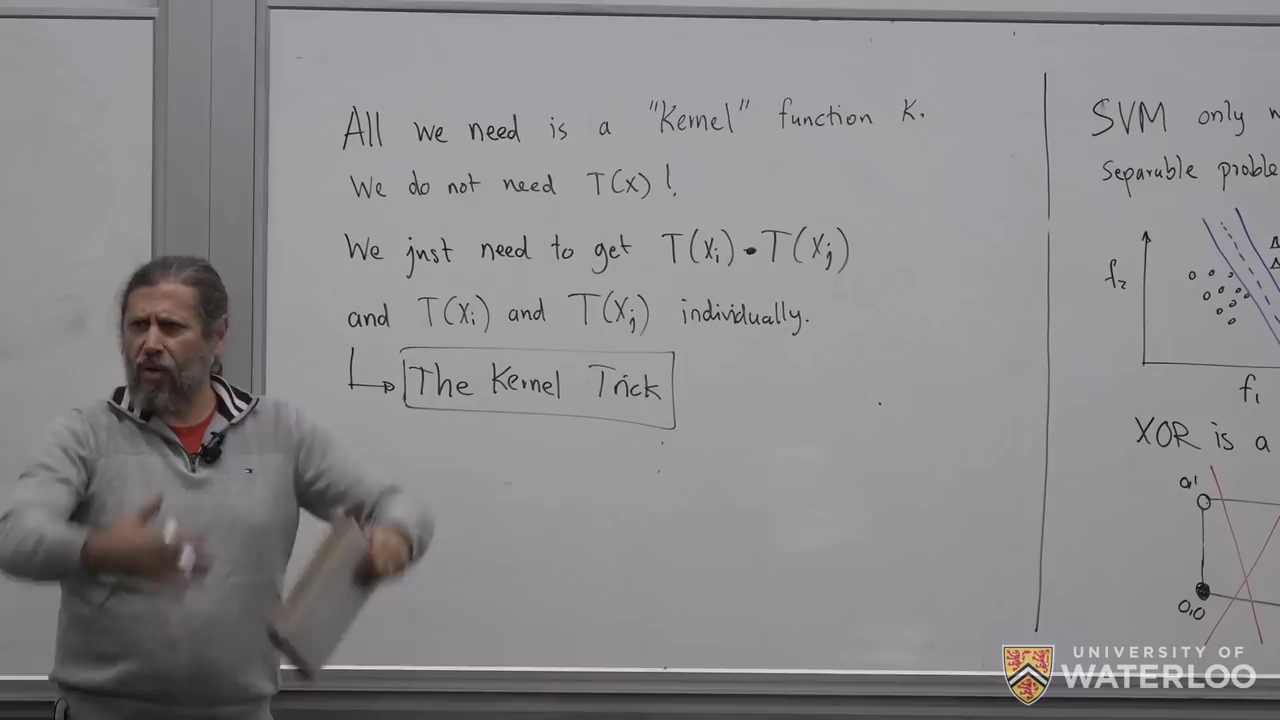 All we need is a "Kernel" function K.
We do not need T(x)!
We just need to get T(xᵢ) • T(xⱼ)
and T(xᵢ) and T(xⱼ) individually.
The Kernel Trick
SVM only
separable
f₂
f₁
XOR is a
0,1
0,0
UNIVERSITY OF
WATERLOO